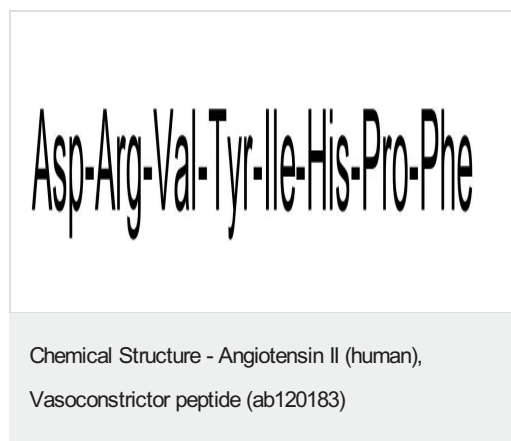 Asp-Arg-Val-Tyr-Ile-His-Pro-Phe
Chemical Structure - Angiotensin II (human),
Vasoconstrictor peptide (ab120183)